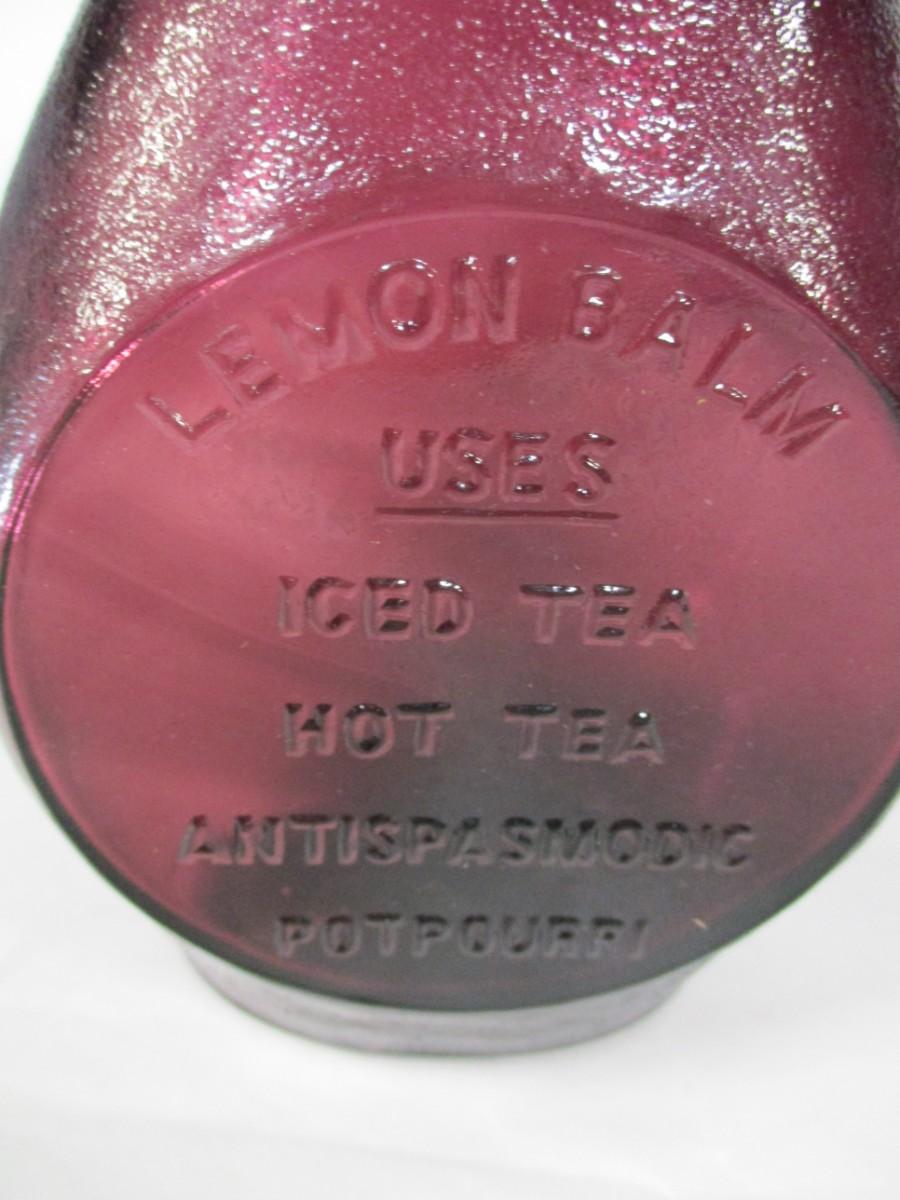 LEMON BALM
USES
ICED TEA
HOT TEA
ANTISPASMODIC
POTPOURRI